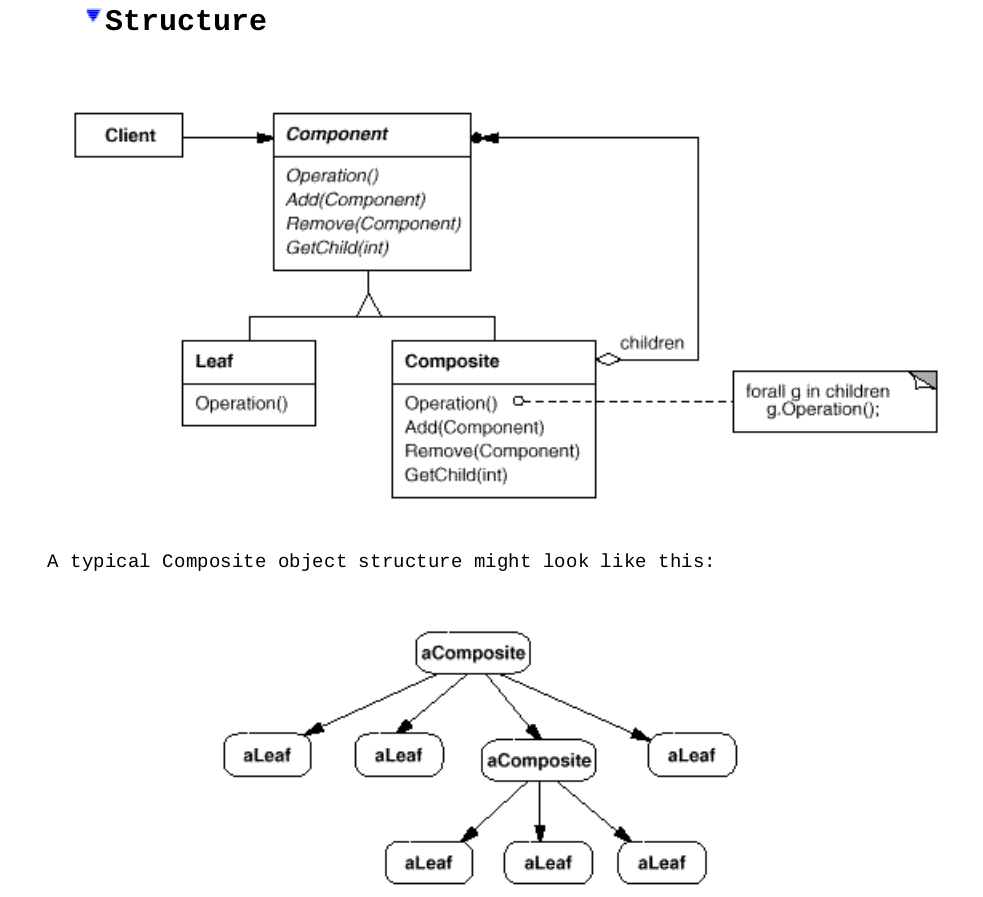 Structure
Client
Component
Operation()
Add(Component)
Remove(Component)
GetChild(int)
Leaf
Operation()
Composite
Operation()
Add(Component)
Remove(Component)
GetChild(int)
children
forall g in children
g.Operation();
A typical Composite object structure might look like this:
aComposite
aLeaf
aLeaf
aComposite
aLeaf
aLeaf
aLeaf
aLeaf